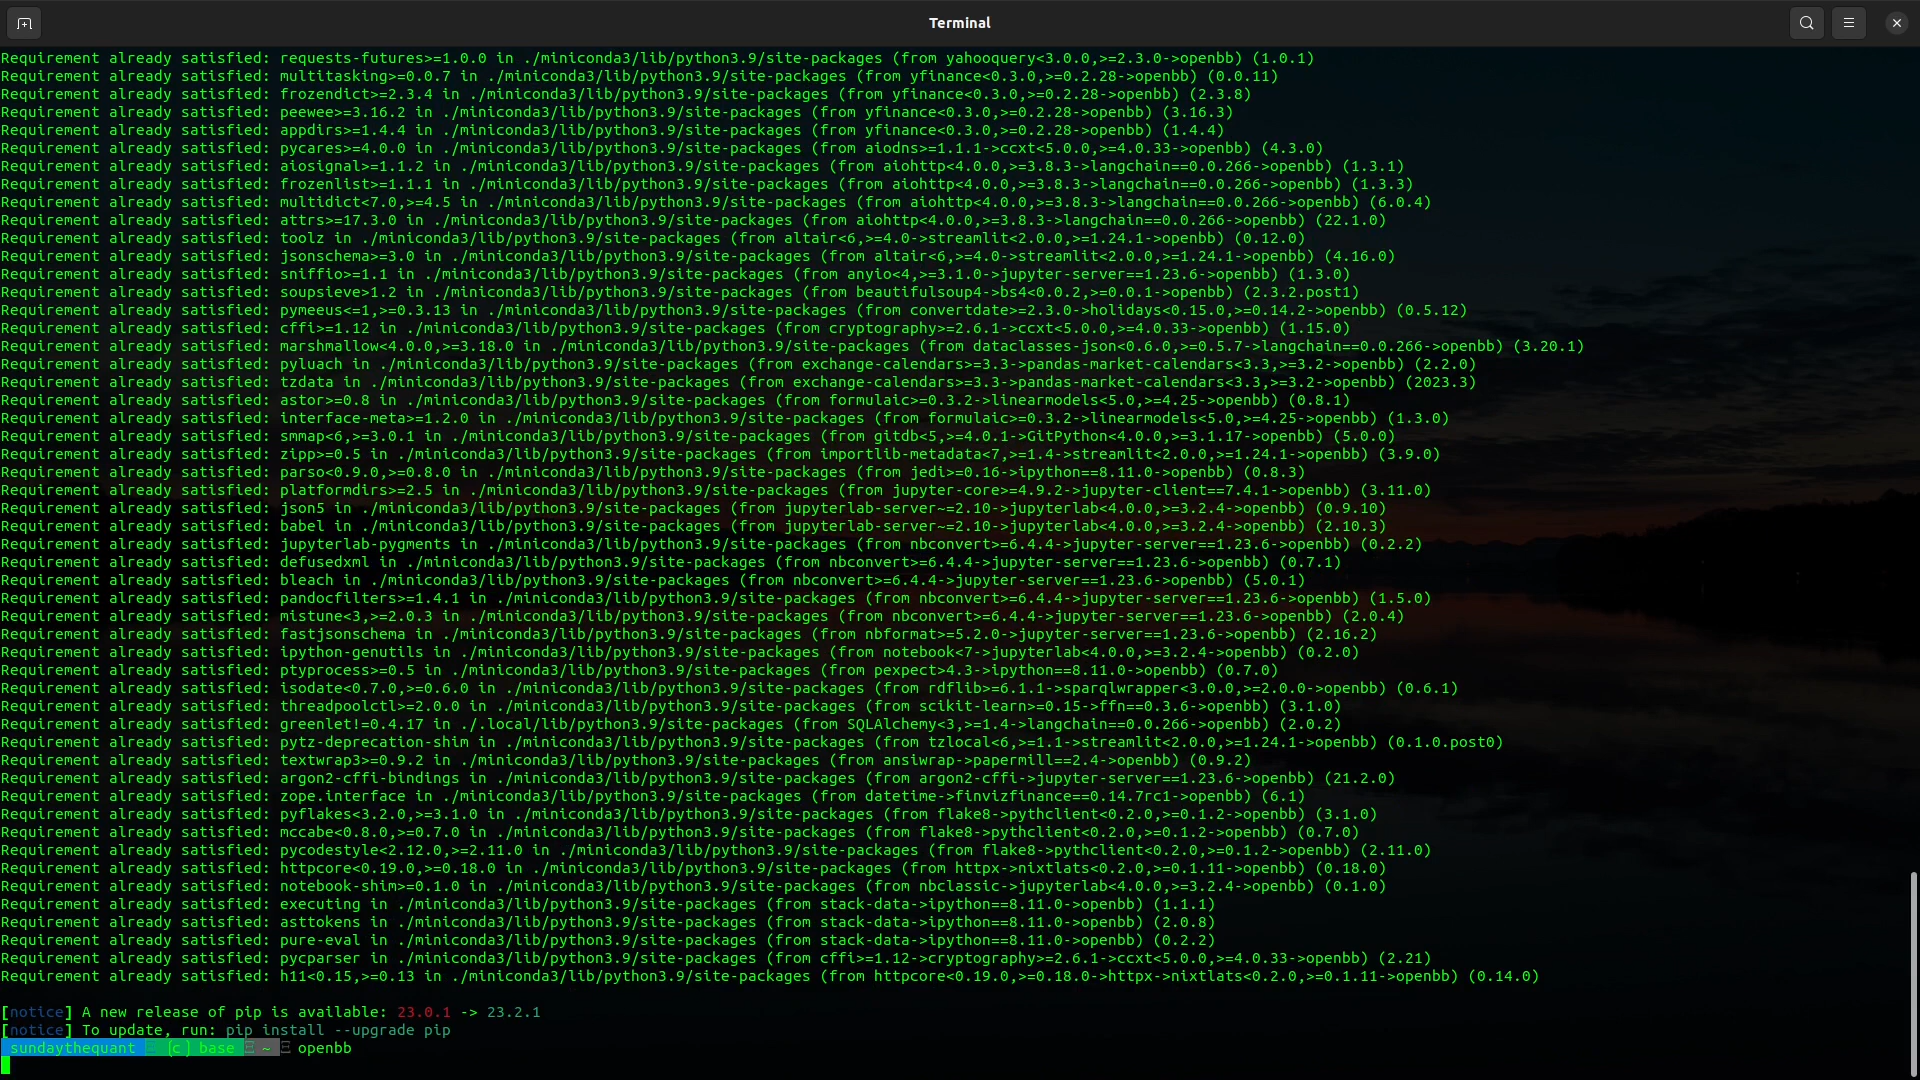 Terminal
Requirement already satisfied: requests-futures>=1.0.0 in ./miniconda3/lib/python3.9/site-packages (from yahooquery<3.0.0,>=2.3.0->openbb) (1.0.1)
Requirement already satisfied: multitasking>=0.0.7 in ./miniconda3/lib/python3.9/site-packages (from yfinance<0.3.0,>=0.2.28->openbb) (0.0.11)
Requirement already satisfied: frozendict>=2.3.4 in ./miniconda3/lib/python3.9/site-packages (from yfinance<0.3.0,>=0.2.28->openbb) (2.3.8)
Requirement already satisfied: peewee>=3.16.2 in ./miniconda3/lib/python3.9/site-packages (from yfinance<0.3.0,>=0.2.28->openbb) (3.16.3)
Requirement already satisfied: appdirs>=1.4.4 in ./miniconda3/lib/python3.9/site-packages (from yfinance<0.3.0,>=0.2.28->openbb) (1.4.4)
Requirement already satisfied: pycares>=4.0.0 in ./miniconda3/lib/python3.9/site-packages (from aiodns>=1.1.1->ccxt<5.0.0,>=4.0.33->openbb) (4.3.0)
Requirement already satisfied: aiosignal>=1.1.2 in ./miniconda3/lib/python3.9/site-packages (from aiohttp<4.0.0,>=3.8.3->langchain==0.0.266->openbb) (1.3.1)
Requirement already satisfied: frozenlist>=1.1.1 in ./miniconda3/lib/python3.9/site-packages (from aiohttp<4.0.0,>=3.8.3->langchain==0.0.266->openbb) (1.3.3)
Requirement already satisfied: multidict<7.0,>=4.5 in ./miniconda3/lib/python3.9/site-packages (from aiohttp<4.0.0,>=3.8.3->langchain==0.0.266->openbb) (6.0.4)
Requirement already satisfied: attrs>=17.3.0 in ./miniconda3/lib/python3.9/site-packages (from aiohttp<4.0.0,>=3.8.3->langchain==0.0.266->openbb) (22.1.0)
Requirement already satisfied: toolz in ./miniconda3/lib/python3.9/site-packages (from altair<6,>=4.0->streamlit<2.0.0,>=1.24.1->openbb) (0.12.0)
Requirement already satisfied: jsonschema>=3.0 in ./miniconda3/lib/python3.9/site-packages (from altair<6,>=4.0->streamlit<2.0.0,>=1.24.1->openbb) (4.16.0)
Requirement already satisfied: sniffio>=1.1 in ./miniconda3/lib/python3.9/site-packages (from anyio<4,>=3.1.0->jupyter-server==1.23.6->openbb) (1.3.0)
Requirement already satisfied: soupsieve>1.2 in ./miniconda3/lib/python3.9/site-packages (from beautifulsoup4->bs4<0.0.2,>=0.0.1->openbb) (2.3.2.post1)
Requirement already satisfied: pymeeus<=1,>=0.3.13 in ./miniconda3/lib/python3.9/site-packages (from convertdate>=2.3.0->holidays<0.15.0,>=0.14.2->openbb) (0.5.12)
Requirement already satisfied: cffi>=1.12 in ./miniconda3/lib/python3.9/site-packages (from cryptography>=2.6.1->ccxt<5.0.0,>=4.0.33->openbb) (1.15.0)
Requirement already satisfied: marshmallow<4.0.0,>=3.18.0 in ./miniconda3/lib/python3.9/site-packages (from dataclasses-json<0.6.0,>=0.5.7->langchain==0.0.266->openbb) (3.20.1)
Requirement already satisfied: pyluach in ./miniconda3/lib/python3.9/site-packages (from exchange-calendars>=3.3->pandas-market-calendars<3.3,>=3.2->openbb) (2.2.0)
Requirement already satisfied: tzdata in ./miniconda3/lib/python3.9/site-packages (from exchange-calendars>=3.3->pandas-market-calendars<3.3,>=3.2->openbb) (2023.3)
Requirement already satisfied: astor>=0.8 in ./miniconda3/lib/python3.9/site-packages (from formulaic>=0.3.2->linearmodels<5.0,>=4.25->openbb) (0.8.1)
Requirement already satisfied: interface-meta>=1.2.0 in ./miniconda3/lib/python3.9/site-packages (from formulaic>=0.3.2->linearmodels<5.0,>=4.25->openbb) (1.3.0)
Requirement already satisfied: smmap<6,>=3.0.1 in ./miniconda3/lib/python3.9/site-packages (from gitdb<5,>=4.0.1->GitPython<4.0.0,>=3.1.17->openbb) (5.0.0)
Requirement already satisfied: zipp>=0.5 in ./miniconda3/lib/python3.9/site-packages (from importlib-metadata<7,>=1.4->streamlit<2.0.0,>=1.24.1->openbb) (3.9.0)
Requirement already satisfied: parso<0.9.0,>=0.8.0 in ./miniconda3/lib/python3.9/site-packages (from jedi>=0.16->ipython==8.11.0->openbb) (0.8.3)
Requirement already satisfied: platformdirs>=2.5 in ./miniconda3/lib/python3.9/site-packages (from jupyter-core>=4.9.2->jupyter-client==7.4.1->openbb) (3.11.0)
Requirement already satisfied: json5 in ./miniconda3/lib/python3.9/site-packages (from jupyterlab-server~=2.10->jupyterlab<4.0.0,>=3.2.4->openbb) (0.9.10)
Requirement already satisfied: babel in ./miniconda3/lib/python3.9/site-packages (from jupyterlab-server~=2.10->jupyterlab<4.0.0,>=3.2.4->openbb) (2.10.3)
Requirement already satisfied: jupyterlab-pygments in ./miniconda3/lib/python3.9/site-packages (from nbconvert>=6.4.4->jupyter-server==1.23.6->openbb) (0.2.2)
Requirement already satisfied: defusedxml in ./miniconda3/lib/python3.9/site-packages (from nbconvert>=6.4.4->jupyter-server==1.23.6->openbb) (0.7.1)
Requirement already satisfied: bleach in ./miniconda3/lib/python3.9/site-packages (from nbconvert>=6.4.4->jupyter-server==1.23.6->openbb) (5.0.1)
Requirement already satisfied: pandocfilters>=1.4.1 in ./miniconda3/lib/python3.9/site-packages (from nbconvert>=6.4.4->jupyter-server==1.23.6->openbb) (1.5.0)
Requirement already satisfied: mistune<3,>=2.0.3 in ./miniconda3/lib/python3.9/site-packages (from nbconvert>=6.4.4->jupyter-server==1.23.6->openbb) (2.0.4)
Requirement already satisfied: fastjsonschema in ./miniconda3/lib/python3.9/site-packages (from nbformat>=5.2.0->jupyter-server==1.23.6->openbb) (2.16.2)
Requirement already satisfied: ipython-genutils in ./miniconda3/lib/python3.9/site-packages (from notebook<7->jupyterlab<4.0.0,>=3.2.4->openbb) (0.2.0)
Requirement already satisfied: ptyprocess>=0.5 in ./miniconda3/lib/python3.9/site-packages (from pexpect>4.3->ipython==8.11.0->openbb) (0.7.0)
Requirement already satisfied: isodate<0.7.0,>=0.6.0 in ./miniconda3/lib/python3.9/site-packages (from rdflib>=6.1.1->sparqlwrapper<3.0.0,>=2.0.0->openbb) (0.6.1)
Requirement already satisfied: threadpoolctl>=2.0.0 in ./miniconda3/lib/python3.9/site-packages (from scikit-learn>=0.15->ffn==0.3.6->openbb) (3.1.0)
Requirement already satisfied: greenlet!=0.4.17 in ./.local/lib/python3.9/site-packages (from SQLAlchemy<3,>=1.4->langchain==0.0.266->openbb) (2.0.2)
Requirement already satisfied: pytz-deprecation-shim in ./miniconda3/lib/python3.9/site-packages (from tzlocal<6,>=1.1->streamlit<2.0.0,>=1.24.1->openbb) (0.1.0.post0)
Requirement already satisfied: textwrap3>=0.9.2 in ./miniconda3/lib/python3.9/site-packages (from ansiwrap->papermill==2.4->openbb) (0.9.2)
Requirement already satisfied: argon2-cffi-bindings in ./miniconda3/lib/python3.9/site-packages (from argon2-cffi->jupyter-server==1.23.6->openbb) (21.2.0)
Requirement already satisfied: zope.interface in ./miniconda3/lib/python3.9/site-packages (from datetime->finvizfinance==0.14.7rc1->openbb) (6.1)
Requirement already satisfied: pyflakes<3.2.0,>=3.1.0 in ./miniconda3/lib/python3.9/site-packages (from flake8->pythclient<0.2.0,>=0.1.2->openbb) (3.1.0)
Requirement already satisfied: mccabe<0.8.0,>=0.7.0 in ./miniconda3/lib/python3.9/site-packages (from flake8->pythclient<0.2.0,>=0.1.2->openbb) (0.7.0)
Requirement already satisfied: pycodestyle<2.12.0,>=2.11.0 in ./miniconda3/lib/python3.9/site-packages (from flake8->pythclient<0.2.0,>=0.1.2->openbb) (2.11.0)
Requirement already satisfied: httpcore<0.19.0,>=0.18.0 in ./miniconda3/lib/python3.9/site-packages (from httpx->nixtlats<0.2.0,>=0.1.11->openbb) (0.18.0)
Requirement already satisfied: notebook-shim>=0.1.0 in ./miniconda3/lib/python3.9/site-packages (from nbclassic->jupyterlab<4.0.0,>=3.2.4->openbb) (0.1.0)
Requirement already satisfied: executing in ./miniconda3/lib/python3.9/site-packages (from stack-data->ipython==8.11.0->openbb) (1.1.1)
Requirement already satisfied: asttokens in ./miniconda3/lib/python3.9/site-packages (from stack-data->ipython==8.11.0->openbb) (2.0.8)
Requirement already satisfied: pure-eval in ./miniconda3/lib/python3.9/site-packages (from stack-data->ipython==8.11.0->openbb) (0.2.2)
Requirement already satisfied: pycparser in ./miniconda3/lib/python3.9/site-packages (from cffi>=1.12->cryptography>=2.6.1->ccxt<5.0.0,>=4.0.33->openbb) (2.21)
Requirement already satisfied: h11<0.15,>=0.13 in ./miniconda3/lib/python3.9/site-packages (from httpcore<0.19.0,>=0.18.0->httpx->nixtlats<0.2.0,>=0.1.11->openbb) (0.14.0)
[notice] A new release of pip is available: 23.0.1 -> 23.2.1
[notice] To update, run: pip install --upgrade pip
sundaythequant (c) base ~ openbb